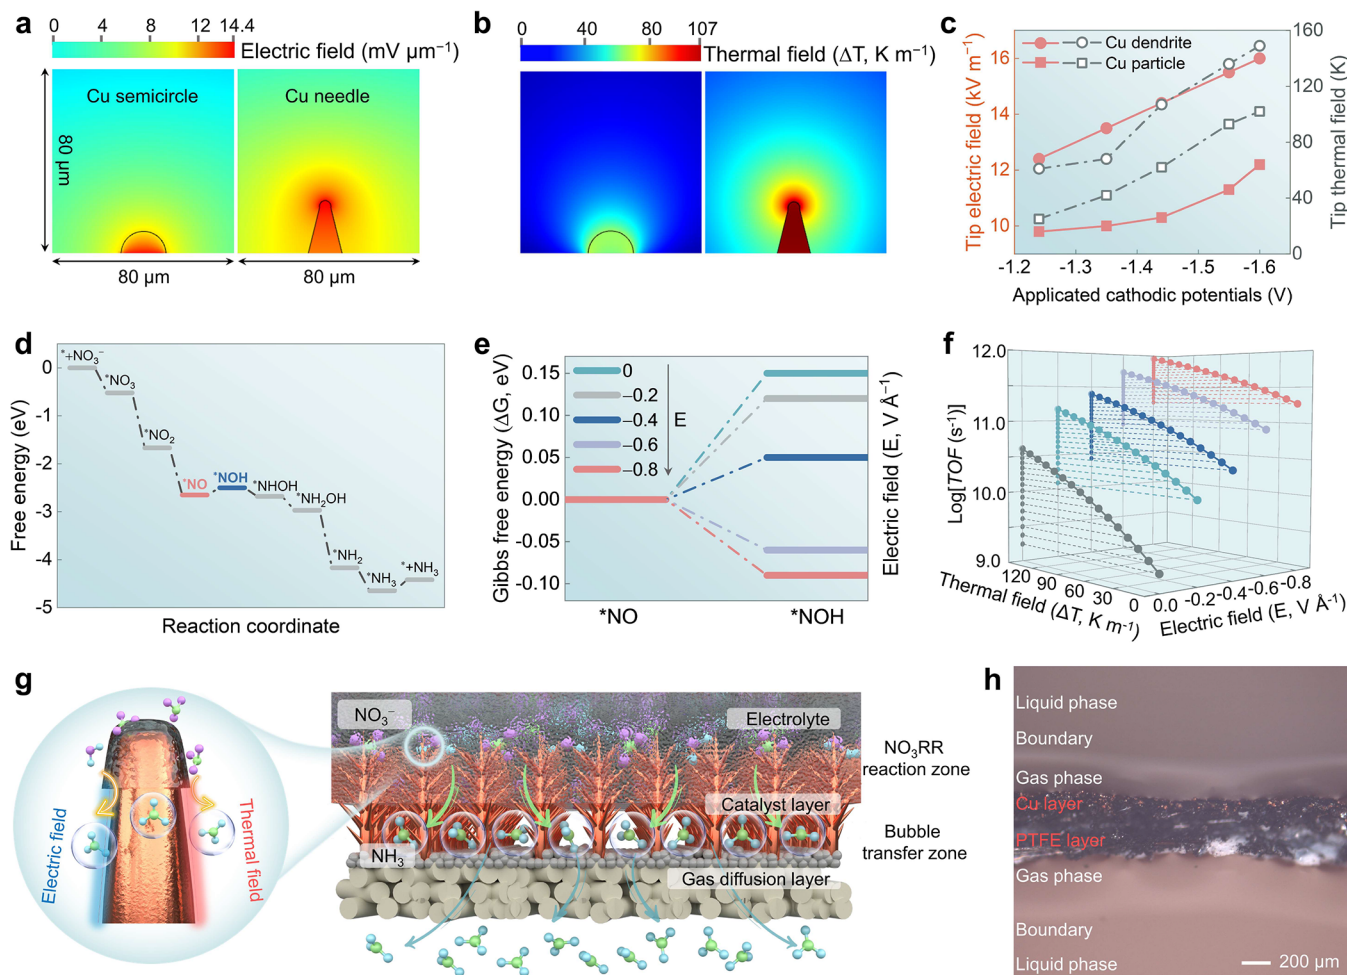 a
0 4 8 12 14.4
Electric field (mV μm⁻¹)
Cu semicircle
Cu needle
80 μm
80 μm
80 μm
b
0 40 80 107
Thermal field (ΔT, K m⁻¹)
c
Cu dendrite
Cu particle
Tip electric field (kV m⁻¹)
16
14
12
10
160
120
80
40
0
Tip thermal field (K)
-1.2 -1.3 -1.4 -1.5 -1.6
Applicated cathodic potentials (V)
d
Free energy (eV)
0
-1
-2
-3
-4
-5
*+NO₃⁻
*NO₃
*NO₂
*NO
*NOH
*NHOH
*NH₂OH
*NH₂
*NH₃
*+NH₃
Reaction coordinate
e
Gibbs free energy (ΔG, eV)
0.15
0.10
0.05
0.00
-0.05
-0.10
0
−0.2
−0.4
−0.6
−0.8
E
Electric field (E, V Å⁻¹)
*NO
*NOH
f
Log[TOF (s⁻¹)]
12.0
11.0
10.0
9.0
120 90 60 30 0
Thermal field (ΔT, K m⁻¹)
0.0 -0.2 -0.4 -0.6 -0.8
Electric field (E, V Å⁻¹)
g
Electric field
Thermal field
NO₃⁻
Electrolyte
Catalyst layer
NH₃
Gas diffusion layer
NO₃RR
reaction zone
Bubble
transfer zone
h
Liquid phase
Boundary
Gas phase
Cu layer
PTFE layer
Gas phase
Boundary
Liquid phase
200 μm